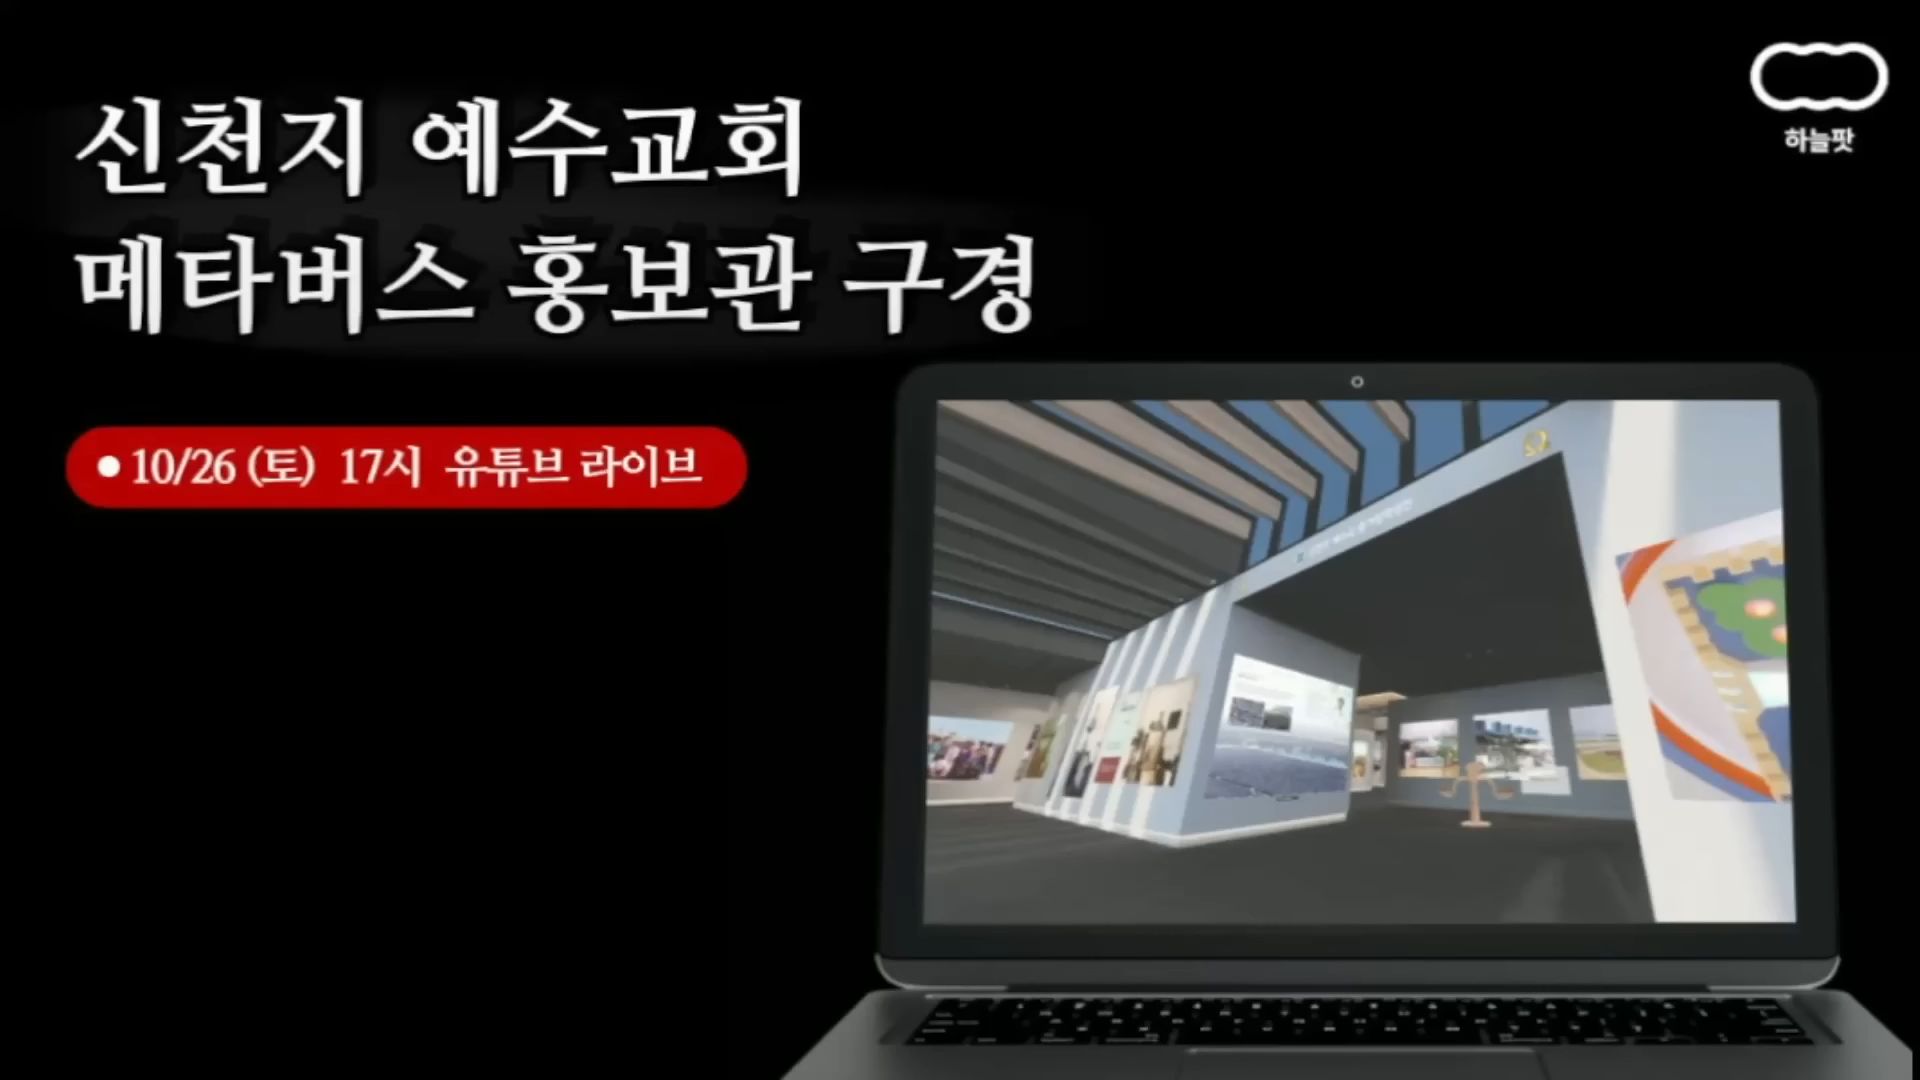 신천지 예수교회
메타버스 홍보관 구경
10/26 (토) 17시 유튜브 라이브
하늘팟